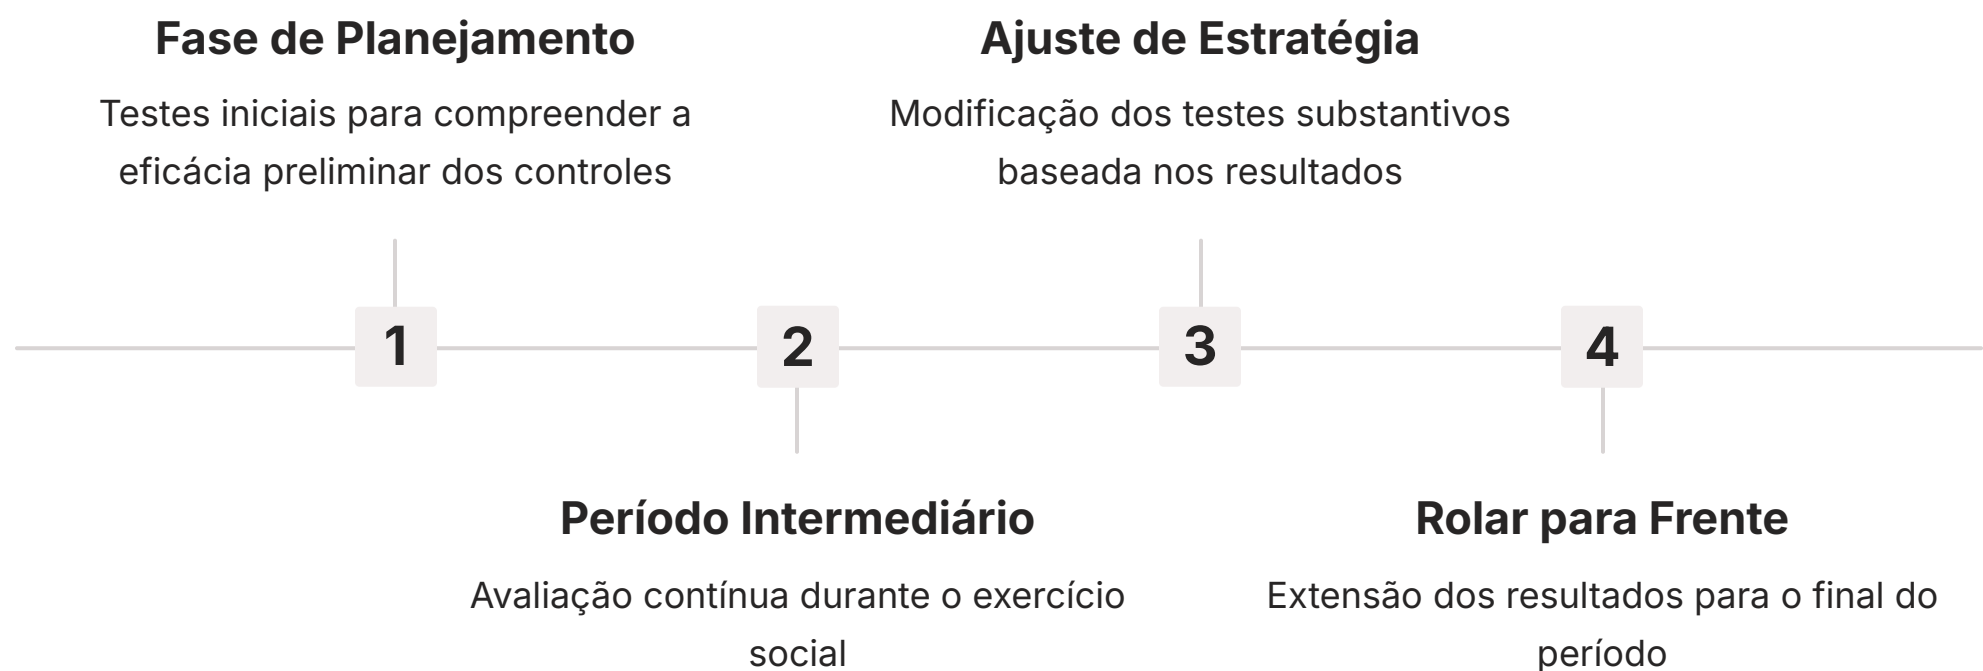 Fase de Planejamento
Testes iniciais para compreender a
eficácia preliminar dos controles
Ajuste de Estratégia
Modificação dos testes substantivos
baseada nos resultados
1
2
3
4
Período Intermediário
Avaliação contínua durante o exercício
social
Rolar para Frente
Extensão dos resultados para o final do
período